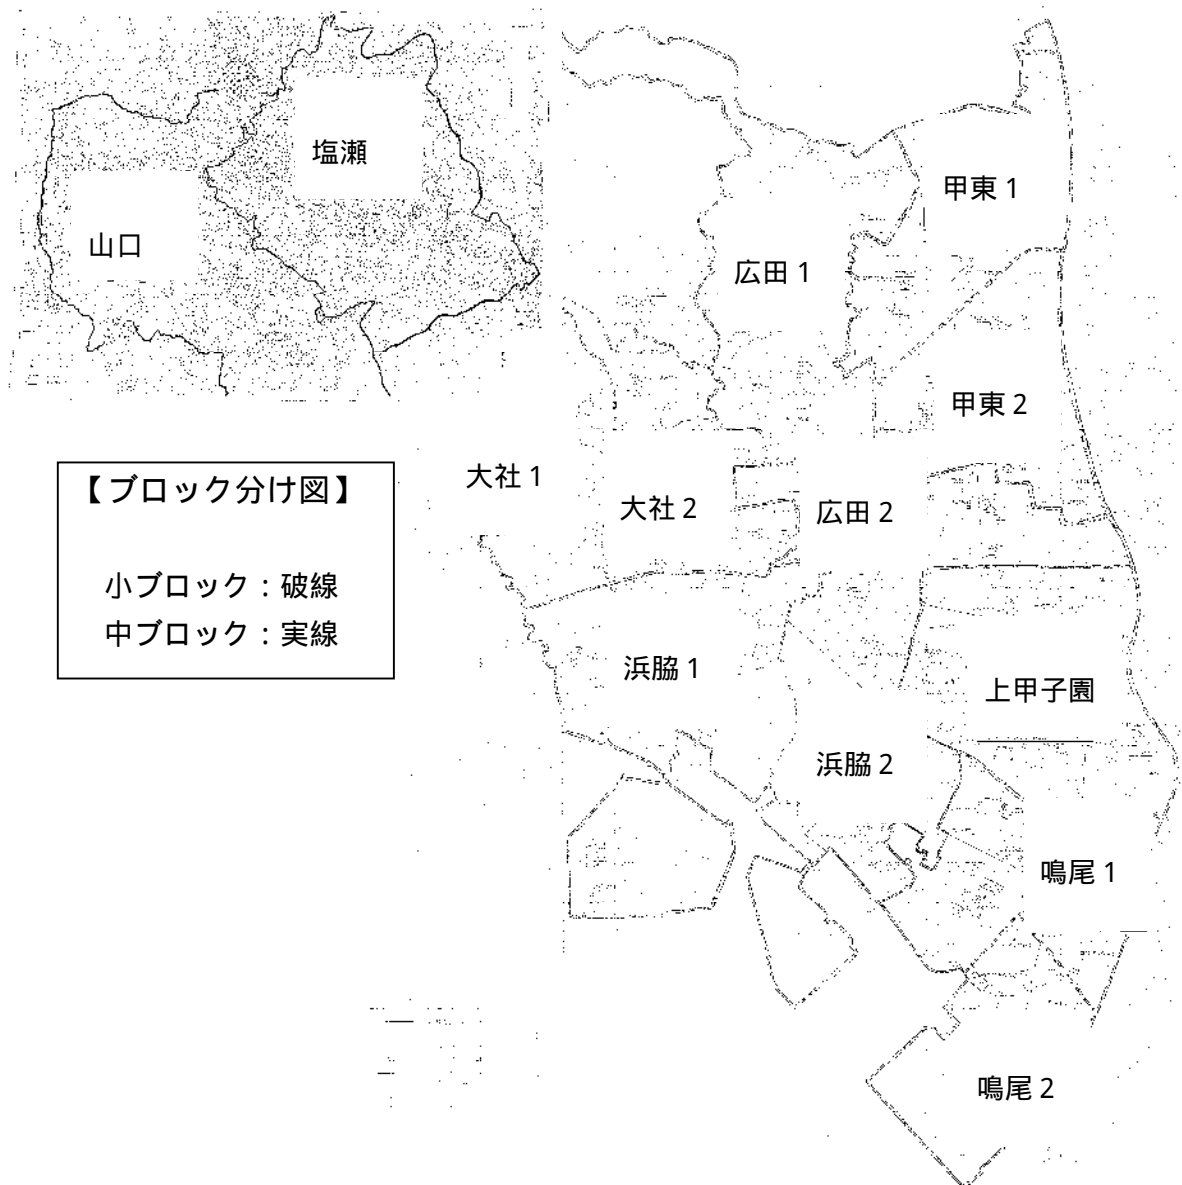 塩瀬
山口
甲東 1
広田 1
甲東 2
大社 1
大社 2
広田 2
【ブロック分け図】
小ブロック：破線
中ブロック：実線
浜脇 1
上甲子園
浜脇 2
鳴尾 1
鳴尾 2